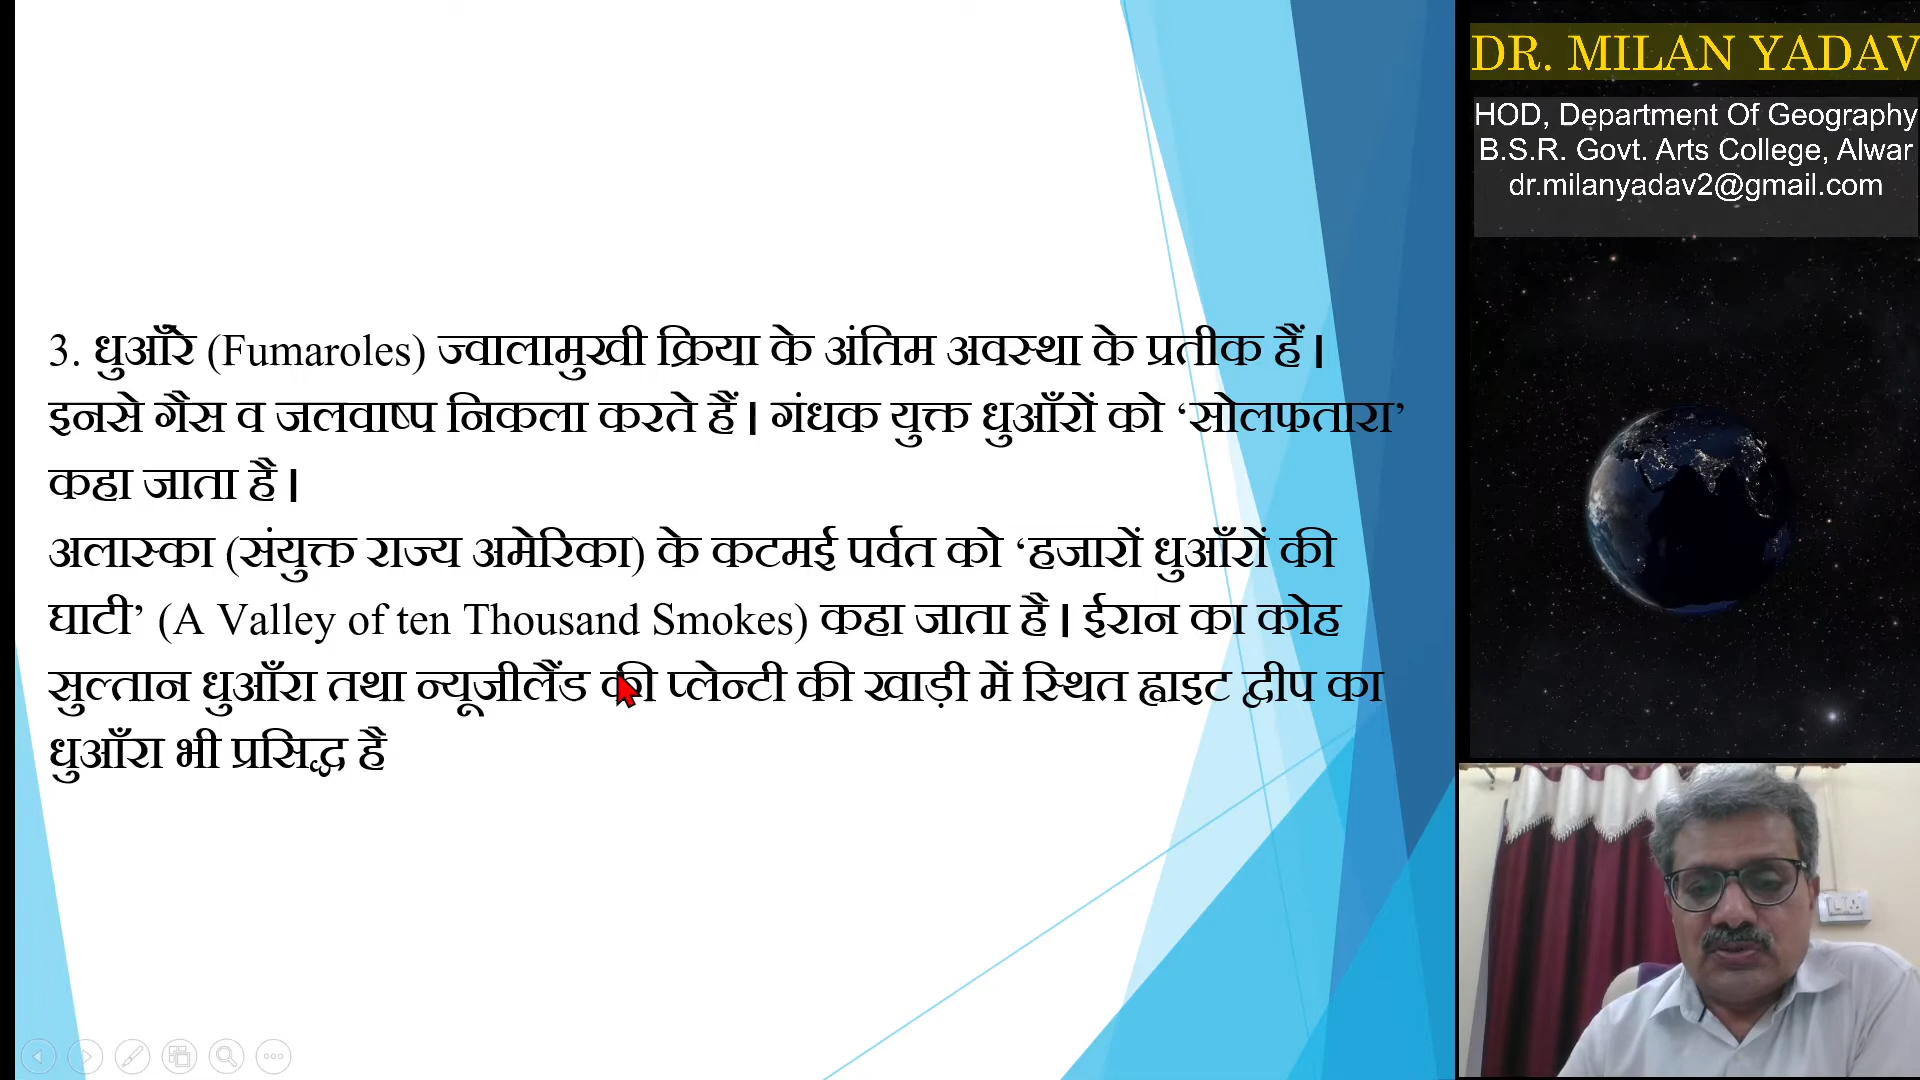 3. धुआँरे (Fumaroles) ज्वालामुखी क्रिया के अंतिम अवस्था के प्रतीक हैं।
इनसे गैस व जलवाष्प निकला करते हैं। गंधक युक्त धुआँरों को ‘सोलफतारा’
कहा जाता है।
अलास्का (संयुक्त राज्य अमेरिका) के कटमई पर्वत को ‘हजारों धुआँरों की
घाटी’ (A Valley of ten Thousand Smokes) कहा जाता है। ईरान का कोह
सुल्तान धुआँरा तथा न्यूजीलैंड की प्लेन्टी की खाड़ी में स्थित ह्वाइट द्वीप का
धुआँरा भी प्रसिद्ध है
DR. MILAN YADAV
HOD, Department Of Geography
B.S.R. Govt. Arts College, Alwar
dr.milanyadav2@gmail.com